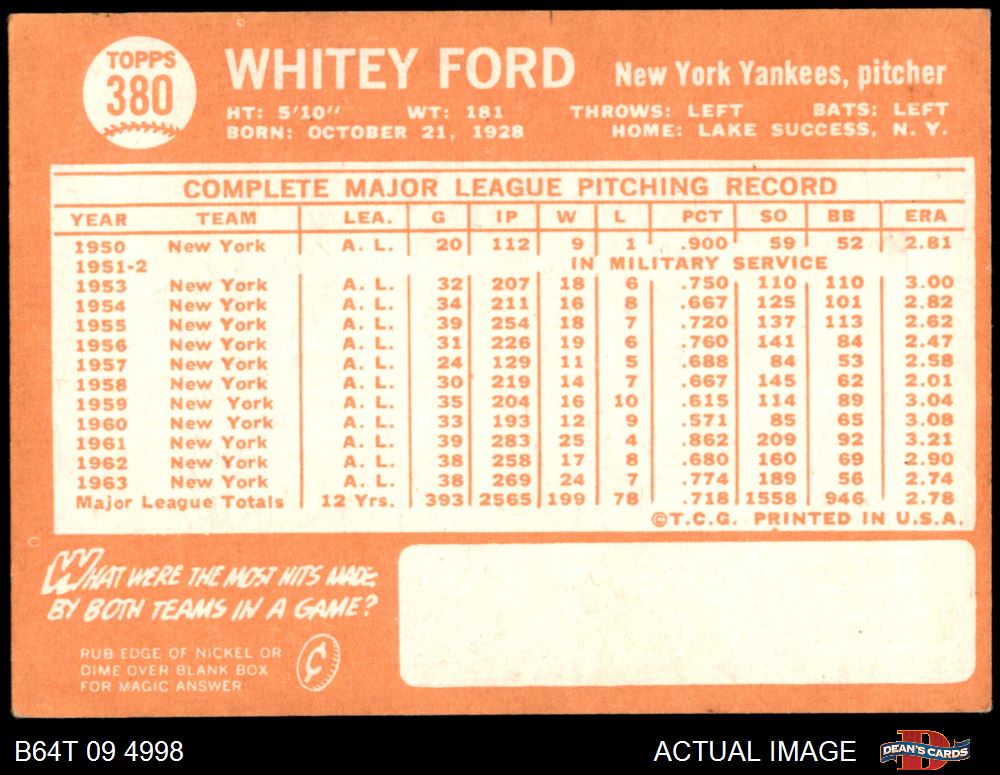 TOPPS
380
WHITEY FORD
New York Yankees, pitcher
HT: 5'10" WT: 181 THROWS: LEFT BATS: LEFT
BORN: OCTOBER 21, 1928 HOME: LAKE SUCCESS, N. Y.
COMPLETE MAJOR LEAGUE PITCHING RECORD
YEAR TEAM LEA. G IP W L PCT SO BB ERA
1950 New York A. L. 20 112 9 1 .900 59 52 2.81
1951-2 IN MILITARY SERVICE
1953 New York A. L. 32 207 18 6 .750 110 110 3.00
1954 New York A. L. 34 211 16 8 .667 125 101 2.82
1955 New York A. L. 39 254 18 7 .720 137 113 2.62
1956 New York A. L. 31 226 19 6 .760 141 84 2.47
1957 New York A. L. 24 129 11 5 .688 84 53 2.58
1958 New York A. L. 30 219 14 7 .667 145 62 2.01
1959 New York A. L. 35 204 16 10 .615 114 89 3.04
1960 New York A. L. 33 193 12 9 .571 85 65 3.08
1961 New York A. L. 39 283 25 4 .862 209 92 3.21
1962 New York A. L. 38 258 17 8 .680 160 69 2.90
1963 New York A. L. 38 269 24 7 .774 189 56 2.74
Major League Totals 12 Yrs. 393 2565 199 78 .718 1558 946 2.78
©T.C.G. PRINTED IN U.S.A.
WHAT WERE THE MOST HITS MADE
BY BOTH TEAMS IN A GAME?
RUB EDGE OF NICKEL OR
DIME OVER BLANK BOX
FOR MAGIC ANSWER
¢
B64T 09 4998
ACTUAL IMAGE
D
DEAN'S CARDS